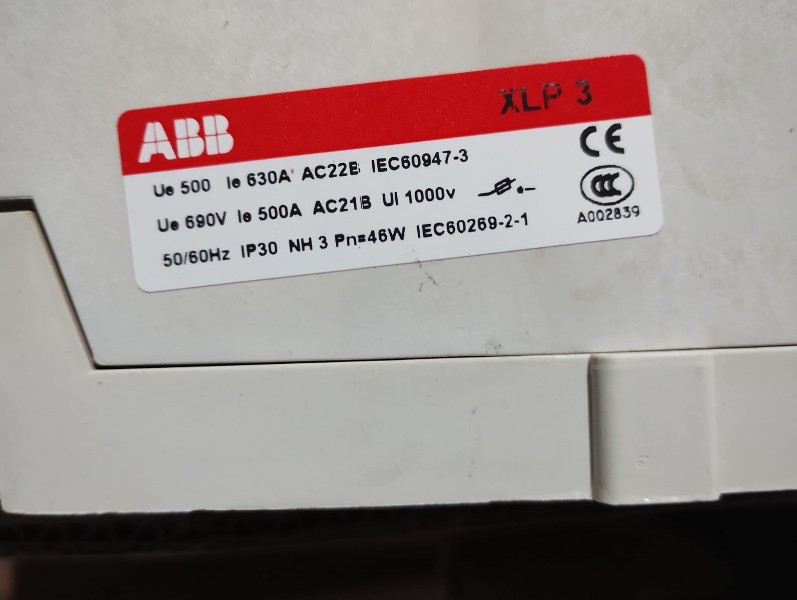 ABB XLP 3
Ue 500 Ie 630A AC22B IEC60947-3
Ue 690V Ie 500A AC21B UI 1000v
50/60Hz IP30 NH 3 Pn=46W IEC60269-2-1
CE
CCC
A002839